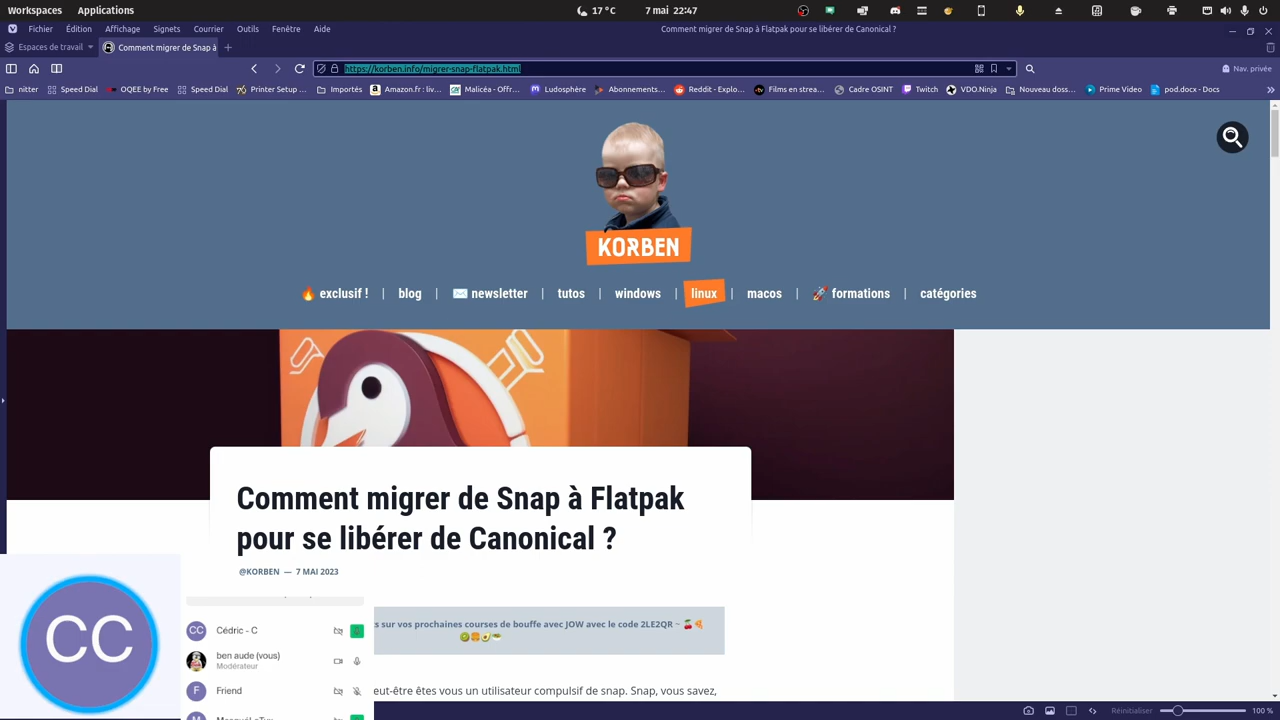 Workspaces Applications 22:47
Fichier Édition Affichage Signets Courrier Outils Fenêtre Aide Comment migrer de Snap à Flatpak pour se libérer de Canonical ?
Espaces de travail Comment migrer de Snap à
https://korben.info/migrer-snap-flatpak.html Nav. privée
nitter Speed Dial OQEE by Free Speed Dial Printer Setup ... Importés Amazon.fr : liv... Malicéa - Offr... Ludosphère Abonnements... Reddit - Explo... Films en strea... Cadre OSINT Twitch VDO.Ninja Nouveau doss... Prime Video pod.docx - Docs
KORBEN
exclusif ! | blog | newsletter | tutos | windows | linux | macos | formations | catégories
Comment migrer de Snap à Flatpak
pour se libérer de Canonical ?
@KORBEN — 7 MAI 2023
sur vos prochaines courses de bouffe avec JOW avec le code 2LE2QR ~ 🍒🍕
🥝🍔🥑🥗
eut-être êtes vous un utilisateur compulsif de snap. Snap, vous savez,
CC
CC Cédric - C
ben aude (vous)
Modérateur
F Friend
Réinitialiser 100 %